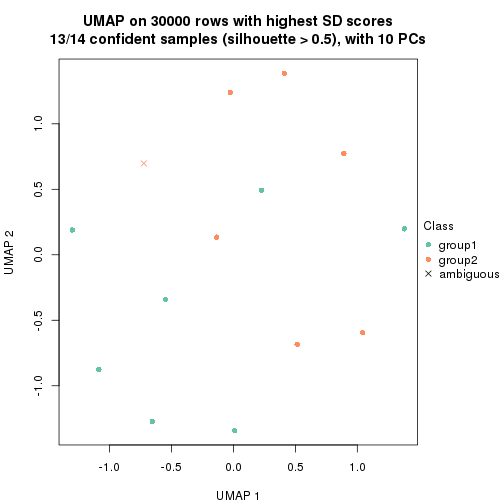 UMAP on 30000 rows with highest SD scores
13/14 confident samples (silhouette > 0.5), with 10 PCs
1.0
0.5
0.0
-0.5
-1.0
UMAP 2
-1.0 -0.5 0.0 0.5 1.0
UMAP 1
Class
group1
group2
ambiguous